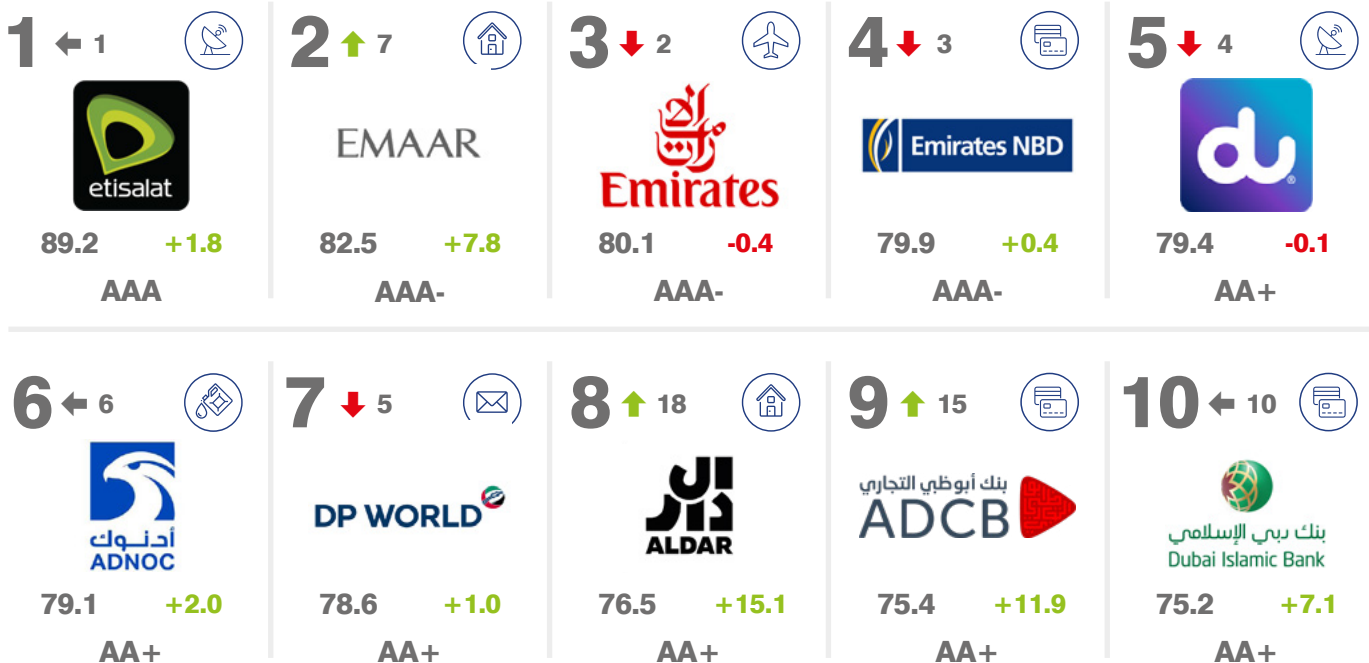 1 1
etisalat
89.2 +1.8
AAA
2 7
EMAAR
82.5 +7.8
AAA-
3 2
الإمارات
Emirates
80.1 -0.4
AAA-
4 3
Emirates NBD
79.9 +0.4
AAA-
5 4
du
79.4 -0.1
AA+
6 6
أدنوك
ADNOC
79.1 +2.0
AA+
7 5
DP WORLD
78.6 +1.0
AA+
8 18
الدار
ALDAR
76.5 +15.1
AA+
9 15
بنك أبوظبي التجاري
ADCB
75.4 +11.9
AA+
10 10
بنك دبي الإسلامي
Dubai Islamic Bank
75.2 +7.1
AA+